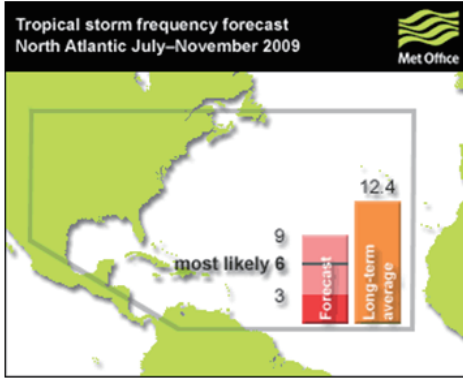 Tropical storm frequency forecast
North Atlantic July–November 2009
Met Office
12.4
9
most likely 6
3
Forecast
Long-term
average